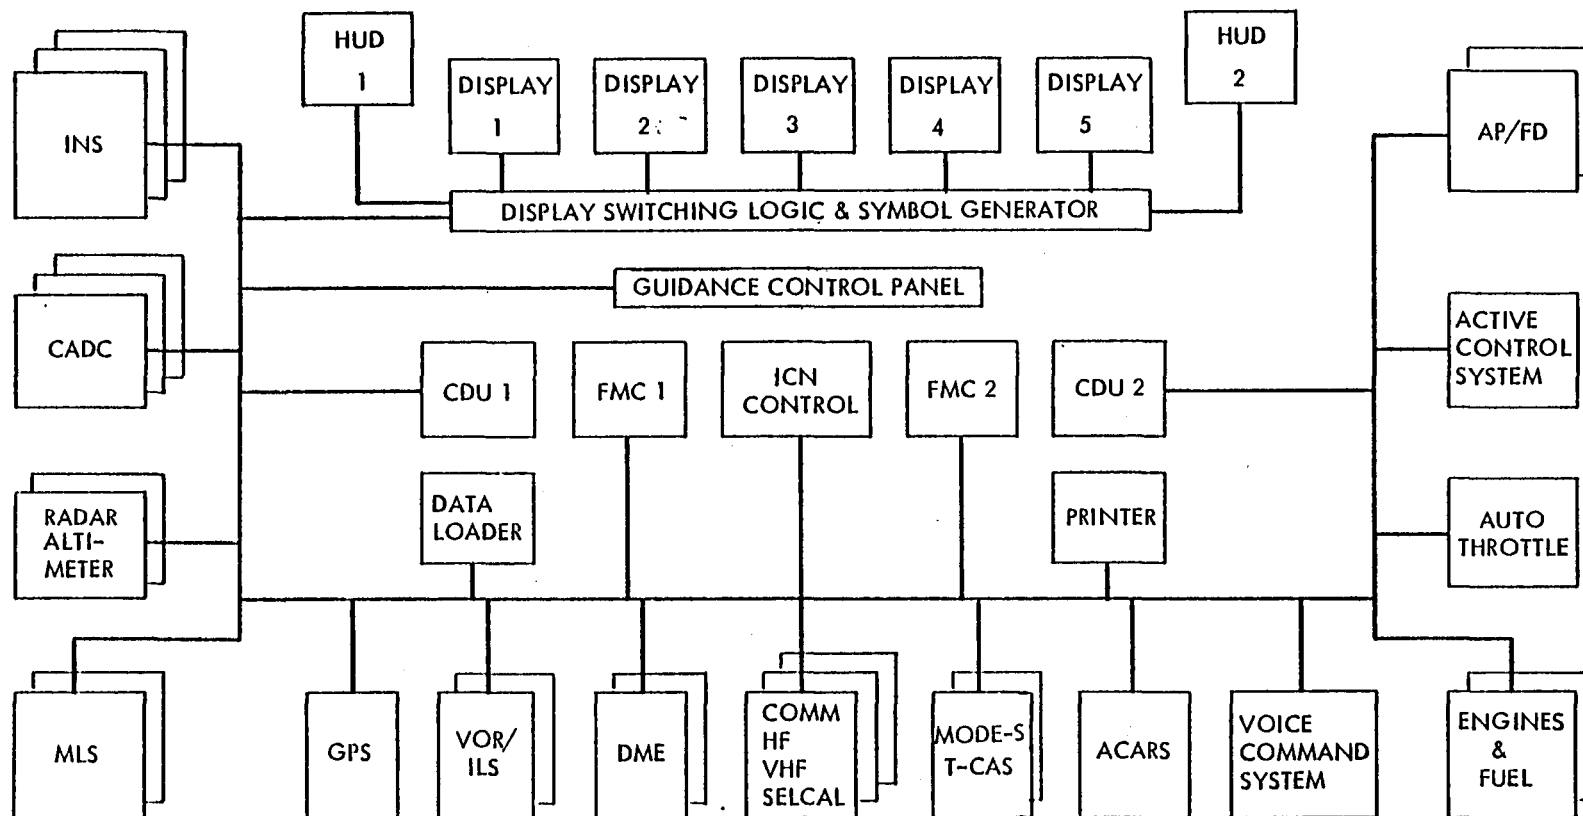 HUD
1
HUD
2
DISPLAY
1
DISPLAY
2
DISPLAY
3
DISPLAY
4
DISPLAY
5
INS
AP/FD
DISPLAY SWITCHING LOGIC & SYMBOL GENERATOR
GUIDANCE CONTROL PANEL
CADC
CDU 1
FMC 1
ICN
CONTROL
FMC 2
CDU 2
ACTIVE
CONTROL
SYSTEM
RADAR
ALTI-
METER
DATA
LOADER
PRINTER
AUTO
THROTTLE
MLS
GPS
VOR/
ILS
DME
COMM
HF
VHF
SELCAL
MODE-S
T-CAS
ACARS
VOICE
COMMAND
SYSTEM
ENGINES
&
FUEL